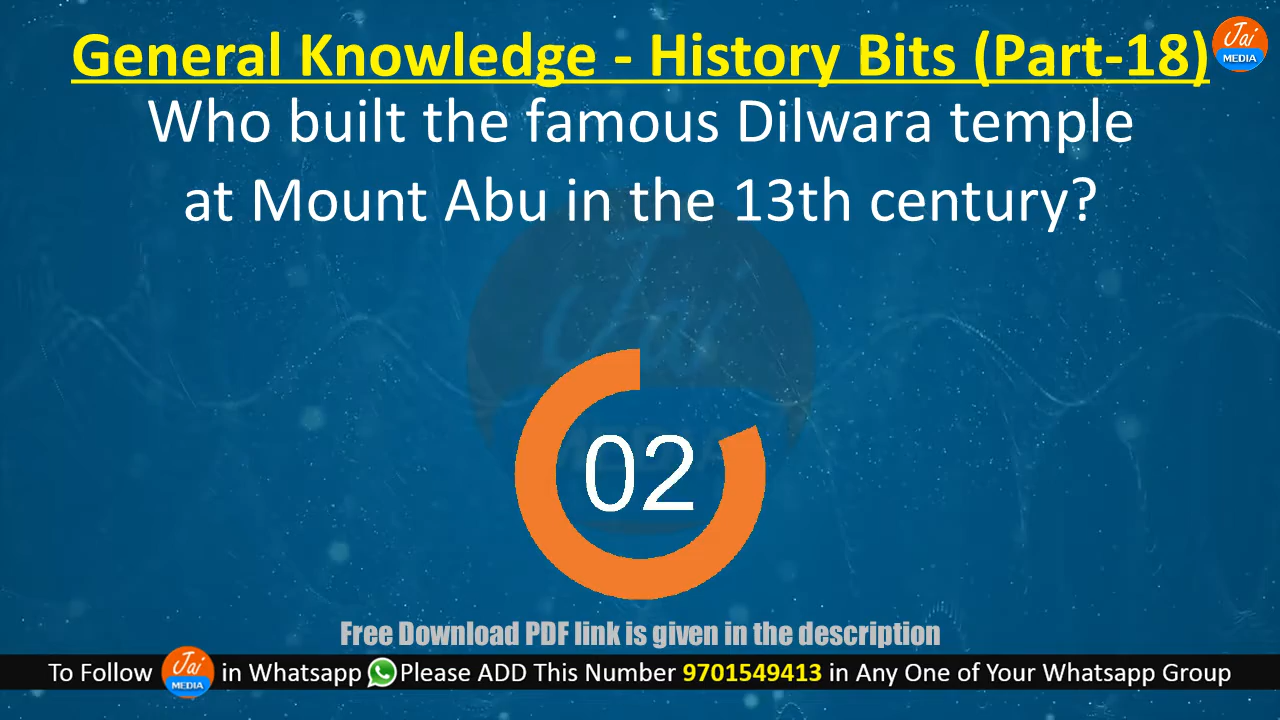 General Knowledge - History Bits (Part-18)
Jai
MEDIA
Who built the famous Dilwara temple
at Mount Abu in the 13th century?
Jai
02
Free Download PDF link is given in the description
To Follow Jai MEDIA in Whatsapp Please ADD This Number 9701549413 in Any One of Your Whatsapp Group